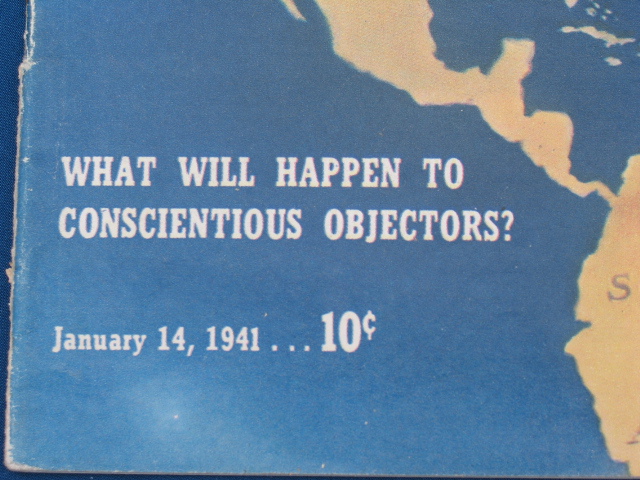 WHAT WILL HAPPEN TO
CONSCIENTIOUS OBJECTORS?
January 14, 1941 ... 10¢
S